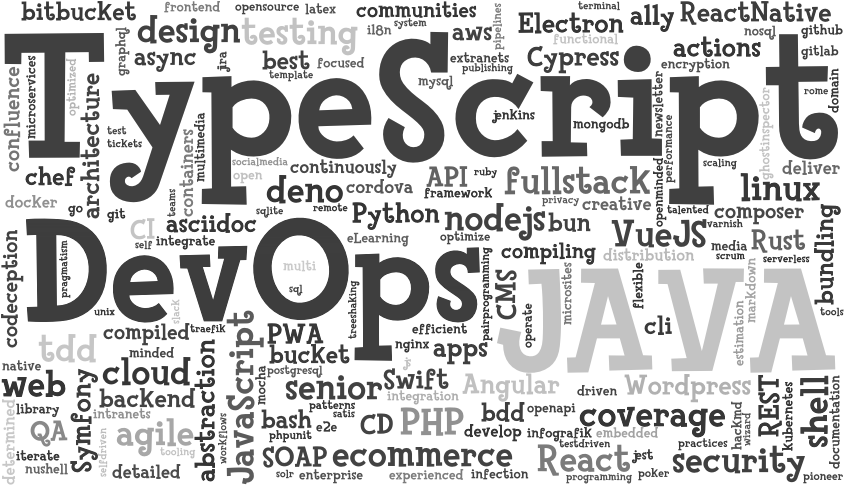 bitbucket
frontend
opensource
latex
communities
system
terminal
pipelines
Electron
a11y
ReactNative
nosql
github
gitlab
graphql
design
testing
i18n
aws
functional
async
jira
best
focused
template
mysql
extranets
publishing
Cypress
actions
encryption
newsletter
domain
rome
confluence
microservices
optimized
TypeScript
architecture
test
tickets
containers
multimedia
jenkins
mongodb
openminded
performance
scaling
ghostinspector
deliver
chef
socialmedia
open
continuously
deno
cordova
API
ruby
framework
fullstack
privacy
creative
talented
linux
docker
go
git
teams
sqlite
remote
CI
self
asciidoc
integrate
Python
eLearning
optimize
nodejs
bun
VueJS
varnish
composer
media
scrum
Rust
serverless
bundling
codeception
pragmatism
DevOps
multi
sql
treeshaking
pairprogramming
compiling
CMS
operate
microsites
distribution
flexible
JAVA
markdown
estimation
tools
unix
slack
compiled
traefik
minded
tdd
PWA
bucket
postgresql
efficient
nginx
apps
js
cli
native
web
library
cloud
backend
intranets
Symfony
abstraction
JavaScript
mocha
workflows
senior
Swift
integration
patterns
satis
Angular
driven
Wordpress
determined
QA
iterate
nushell
selfdriven
agile
tooling
detailed
bash
phpunit
e2e
CD
PHP
bdd
openapi
develop
infografik
testdriven
coverage
embedded
practices
hackmd
wizard
REST
kubernetes
shell
documentation
SOAP
ecommerce
solr
enterprise
experienced
infection
React
jest
programming
poker
security
pioneer